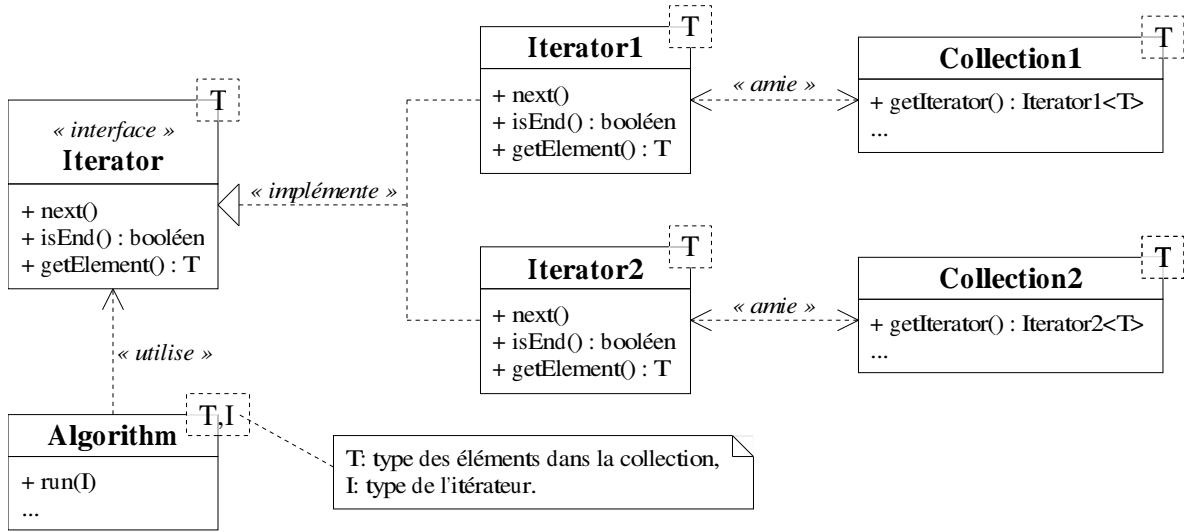 T
« interface »
Iterator
+ next()
+ isEnd() : booléen
+ getElement() : T
« implémente »
T
Iterator1
+ next()
+ isEnd() : booléen
+ getElement() : T
« amie »
T
Collection1
+ getIterator() : Iterator1<T>
...
T
Iterator2
+ next()
+ isEnd() : booléen
+ getElement() : T
« amie »
T
Collection2
+ getIterator() : Iterator2<T>
...
« utilise »
T,I
Algorithm
+ run(I)
...
T: type des éléments dans la collection,
I: type de l'itérateur.